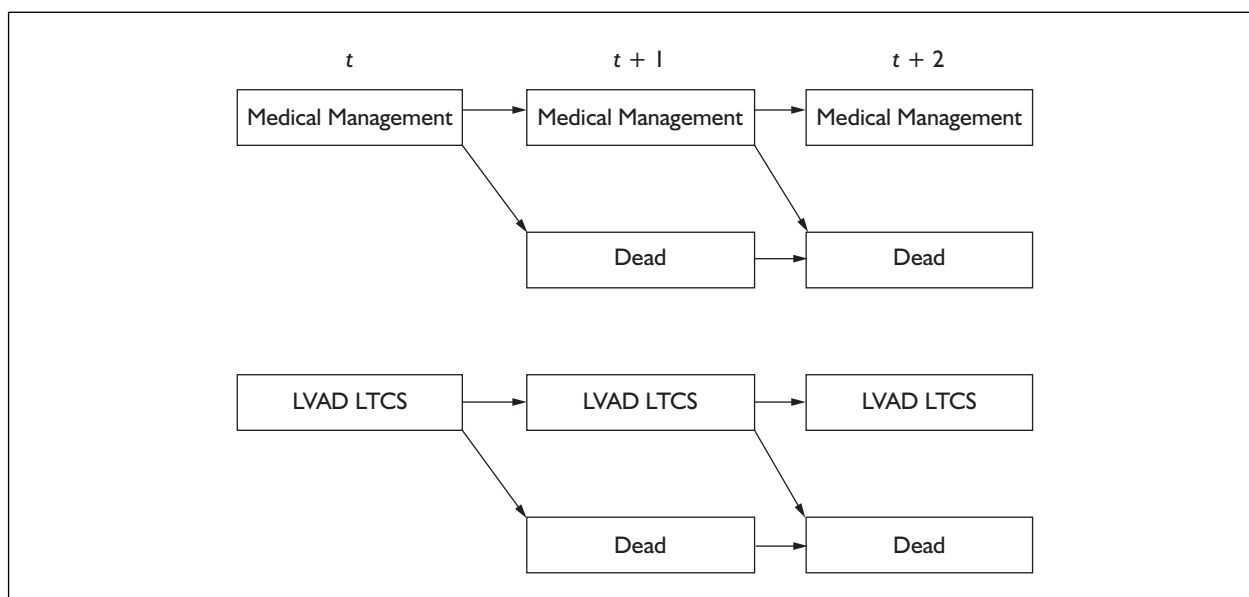 t t + 1 t + 2
Medical Management Medical Management Medical Management
Dead Dead
LVAD LTCS LVAD LTCS LVAD LTCS
Dead Dead